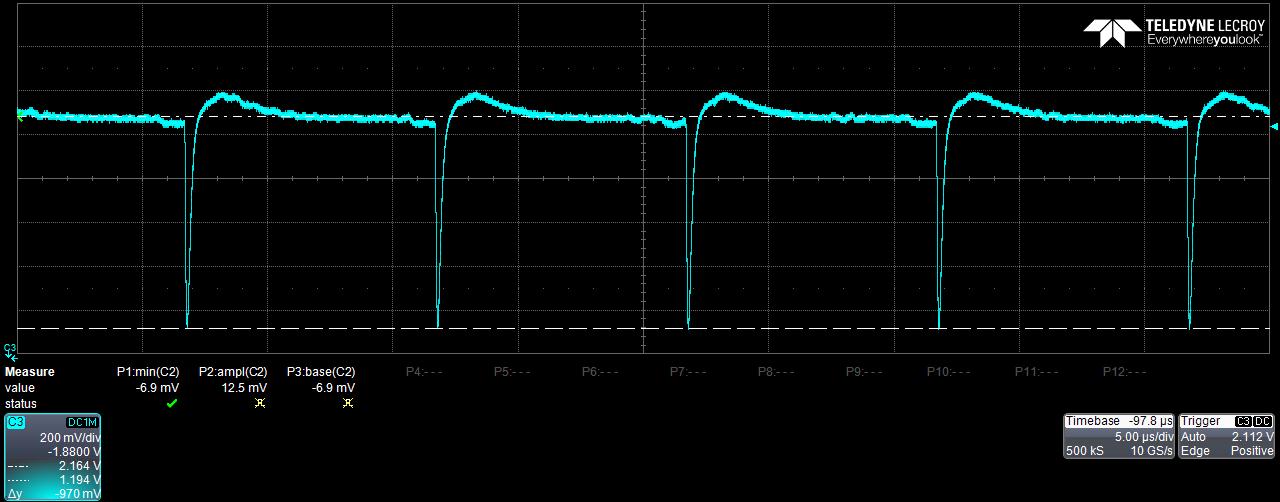 TELEDYNE LECROY
Everywhereyoulook™
C3
Measure P1:min(C2) P2:ampl(C2) P3:base(C2) P4:--- P5:--- P6:--- P7:--- P8:--- P9:--- P10:--- P11:--- P12:---
value -6.9 mV 12.5 mV -6.9 mV
status
C3 DC1M
200 mV/div
-1.8800 V
2.164 V
1.194 V
Δy -970 mV
Timebase -97.8 µs
5.00 µs/div
500 kS 10 GS/s
Trigger C3 DC
Auto 2.112 V
Edge Positive